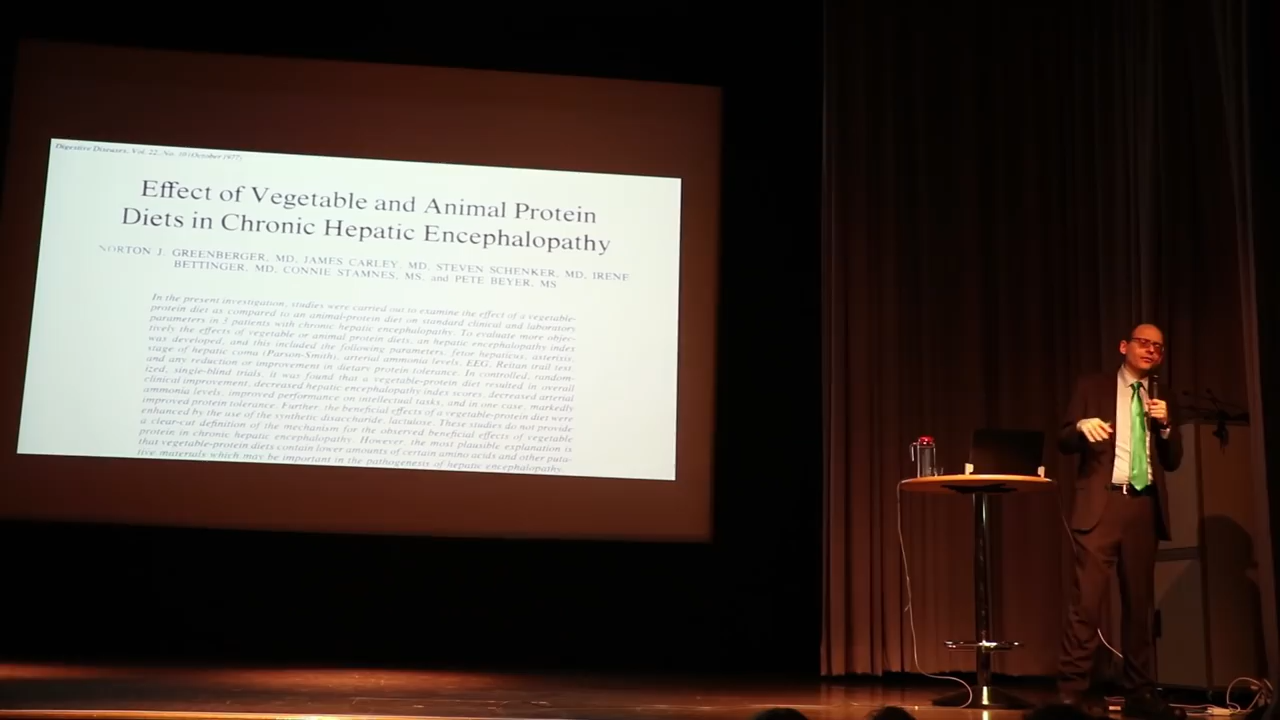 Digestive Diseases, Vol. 22, No. 10 (October 1977)
Effect of Vegetable and Animal Protein
Diets in Chronic Hepatic Encephalopathy
NORTON J. GREENBERGER, MD, JAMES CARLEY, MD, STEVEN SCHENKER, MD, IRENE
BETTINGER, MD, CONNIE STAMNES, MS, and PETE BEYER, MS
In the present investigation, studies were carried out to examine the effect of a vegetable-
protein diet as compared to an animal-protein diet on standard clinical and laboratory
parameters in 3 patients with chronic hepatic encephalopathy. To evaluate more objec-
tively the effects of vegetable or animal protein diets, an hepatic encephalopathy index
was developed, and this included the following parameters, fetor hepaticus, asterixis,
stage of hepatic coma (Parson-Smith), arterial ammonia levels, EEG, Reitan trail test,
and any reduction or improvement in dietary protein tolerance. In controlled, random-
ized, single-blind trials, it was found that a vegetable-protein diet resulted in overall
clinical improvement, decreased hepatic encephalopathy index scores, decreased arterial
ammonia levels, improved performance on intellectual tasks, and in one case, markedly
improved protein tolerance. Further, the beneficial effects of a vegetable-protein diet were
enhanced by the use of the synthetic disaccharide, lactulose. These studies do not provide
a clear-cut definition of the mechanism for the observed beneficial effects of vegetable
protein in chronic hepatic encephalopathy. However, the most plausible explanation is
that vegetable-protein diets contain lower amounts of certain amino acids and other puta-
tive materials which may be important in the pathogenesis of hepatic encephalopathy.